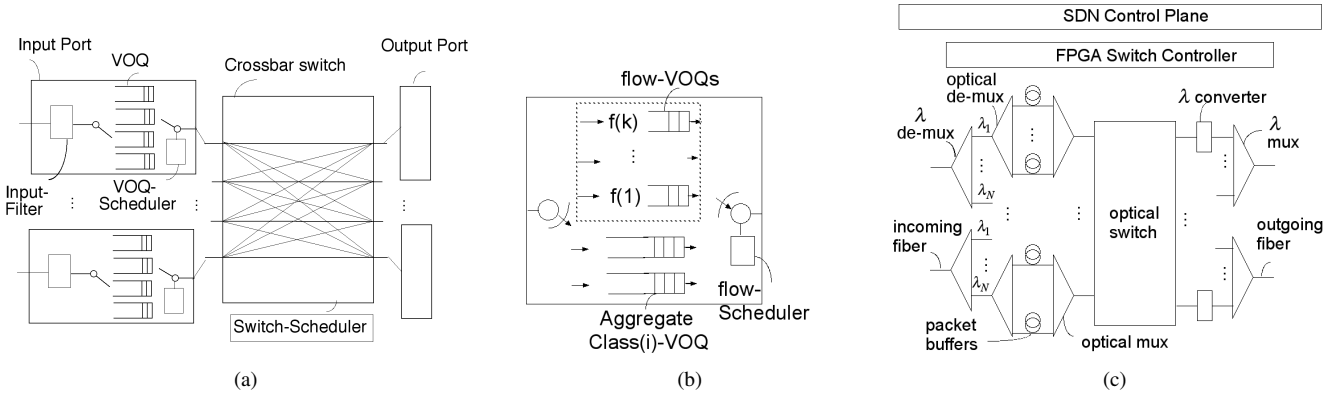 Input Port
VOQ
Input-
Filter
VOQ-
Scheduler
Crossbar switch
Output Port
Switch-Scheduler
(a)
flow-VOQs
f(k)
f(1)
flow-
Scheduler
Aggregate
Class(i)-VOQ
(b)
SDN Control Plane
FPGA Switch Controller
optical
de-mux
λ
de-mux
λ1
λN
λ converter
λ
mux
incoming
fiber
λ1
λN
optical
switch
outgoing
fiber
packet
buffers
optical mux
(c)